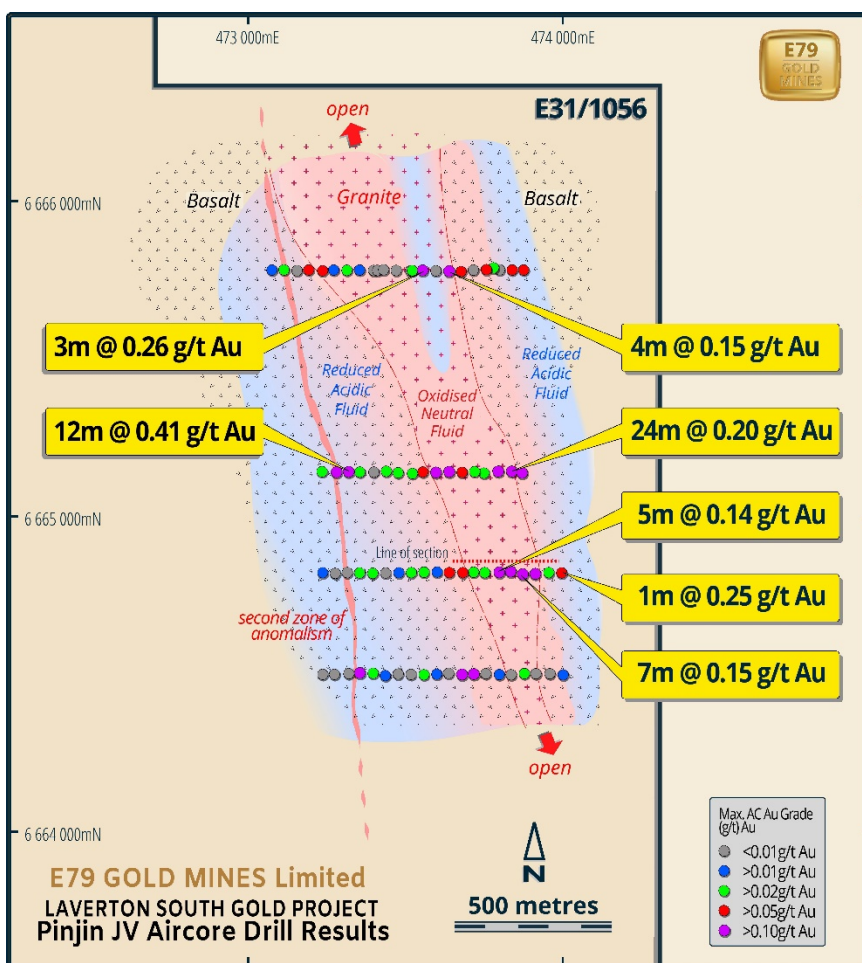 473 000mE
474 000mE
E79
GOLD
MINES
E31/1056
open
6 666 000mN
Basalt
Granite
Basalt
3m @ 0.26 g/t Au
4m @ 0.15 g/t Au
Reduced
Acidic
Fluid
Reduced
Acidic
Fluid
Oxidised
Neutral
Fluid
12m @ 0.41 g/t Au
24m @ 0.20 g/t Au
6 665 000mN
5m @ 0.14 g/t Au
Line of section
1m @ 0.25 g/t Au
second zone of
anomalism
7m @ 0.15 g/t Au
open
6 664 000mN
N
500 metres
Max. AC Au Grade
(g/t) Au
<0.01g/t Au
>0.01g/t Au
>0.02g/t Au
>0.05g/t Au
>0.10g/t Au
E79 GOLD MINES Limited
LAVERTON SOUTH GOLD PROJECT
Pinjin JV Aircore Drill Results